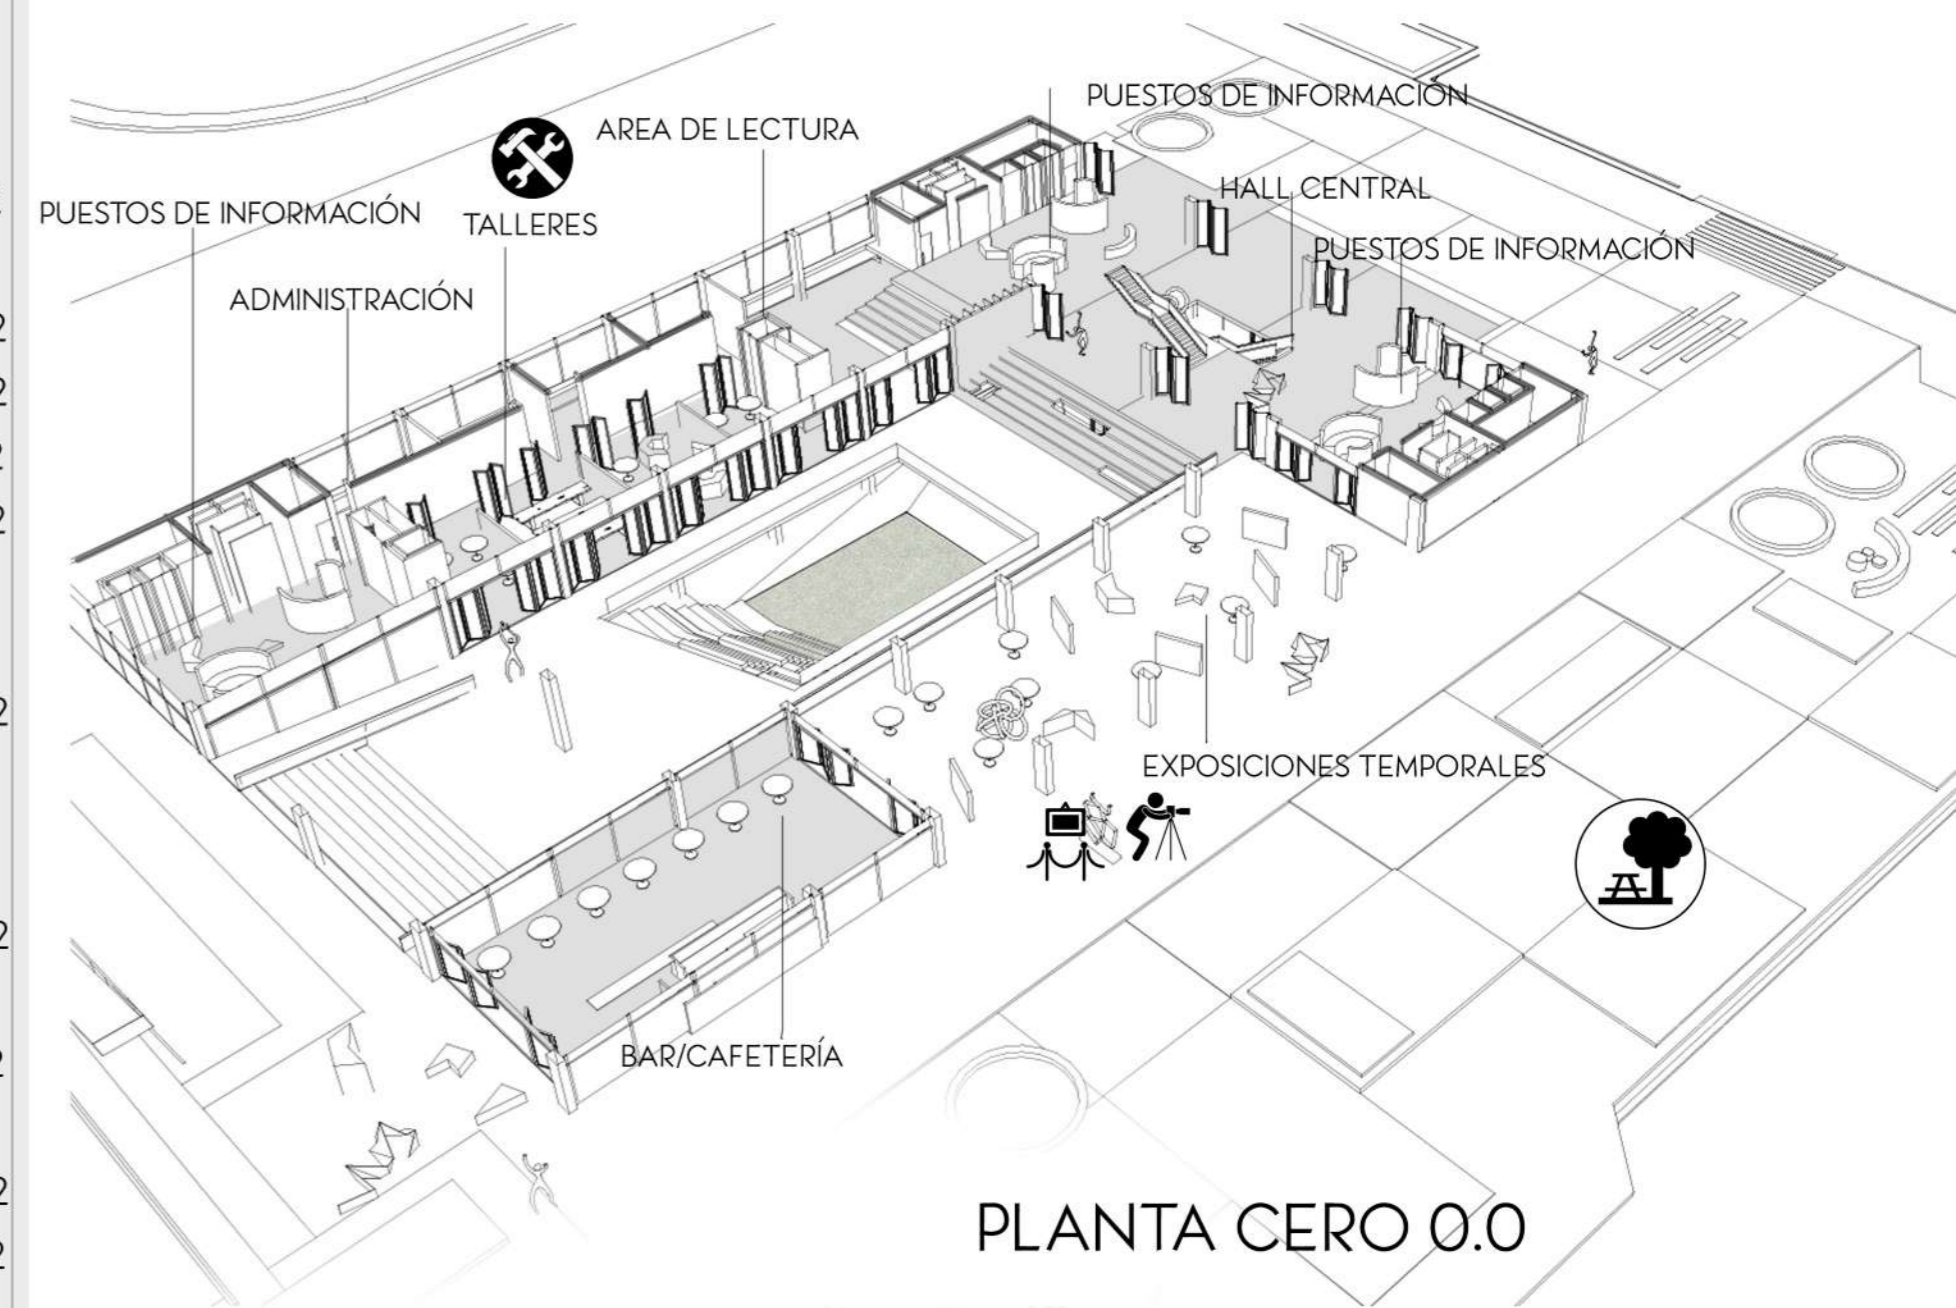 PUESTOS DE INFORMACIÓN
AREA DE LECTURA
HALL CENTRAL
PUESTOS DE INFORMACIÓN
TALLERES
PUESTOS DE INFORMACIÓN
ADMINISTRACIÓN
EXPOSICIONES TEMPORALES
BAR/CAFETERÍA
PLANTA CERO 0.0